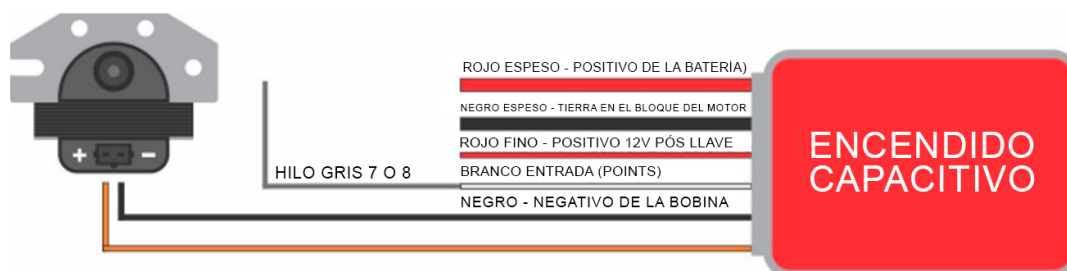 ROJO ESPESO - POSITIVO DE LA BATERÍA)
NEGRO ESPESO - TIERRA EN EL BLOQUE DEL MOTOR
ROJO FINO - POSITIVO 12V PÓS LLAVE
HILO GRIS 7 O 8
BRANCO ENTRADA (POINTS)
NEGRO - NEGATIVO DE LA BOBINA
+ -
ENCENDIDO
CAPACITIVO